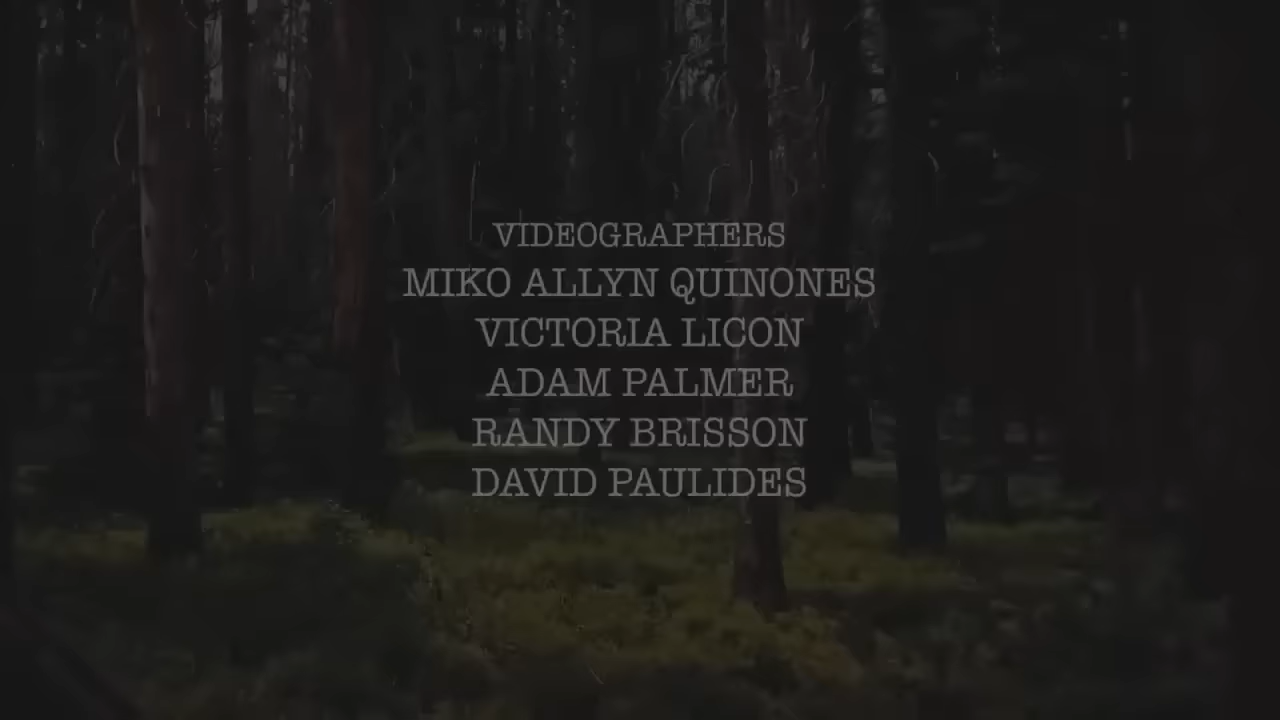 VIDEOGRAPHERS
MIKO ALLYN QUINONES
VICTORIA LICON
ADAM PALMER
RANDY BRISSON
DAVID PAULIDES